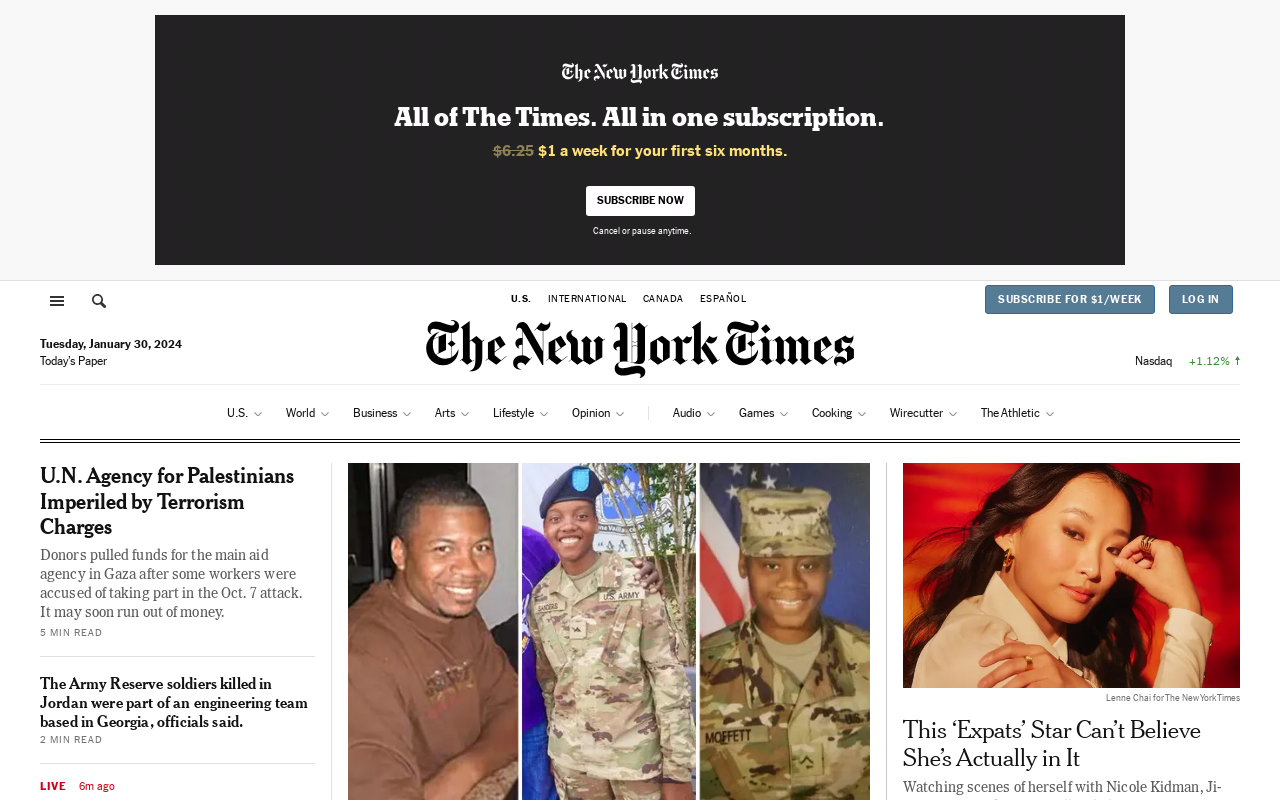 The New York Times
All of The Times. All in one subscription.
$6.25 $1 a week for your first six months.
SUBSCRIBE NOW
Cancel or pause anytime.
U.S. INTERNATIONAL CANADA ESPAÑOL
SUBSCRIBE FOR $1/WEEK
LOG IN
The New York Times
Tuesday, January 30, 2024
Today's Paper
Nasdaq +1.12% ↑
U.S. World Business Arts Lifestyle Opinion Audio Games Cooking Wirecutter The Athletic
U.N. Agency for Palestinians
Imperiled by Terrorism
Charges
Donors pulled funds for the main aid
agency in Gaza after some workers were
accused of taking part in the Oct. 7 attack.
It may soon run out of money.
5 MIN READ
The Army Reserve soldiers killed in
Jordan were part of an engineering team
based in Georgia, officials said.
2 MIN READ
LIVE 6m ago
SANDERS
U.S. ARMY
MOFFETT
U.S.
Lenne Chai for The New York Times
This ‘Expats’ Star Can’t Believe
She’s Actually in It
Watching scenes of herself with Nicole Kidman, Ji-